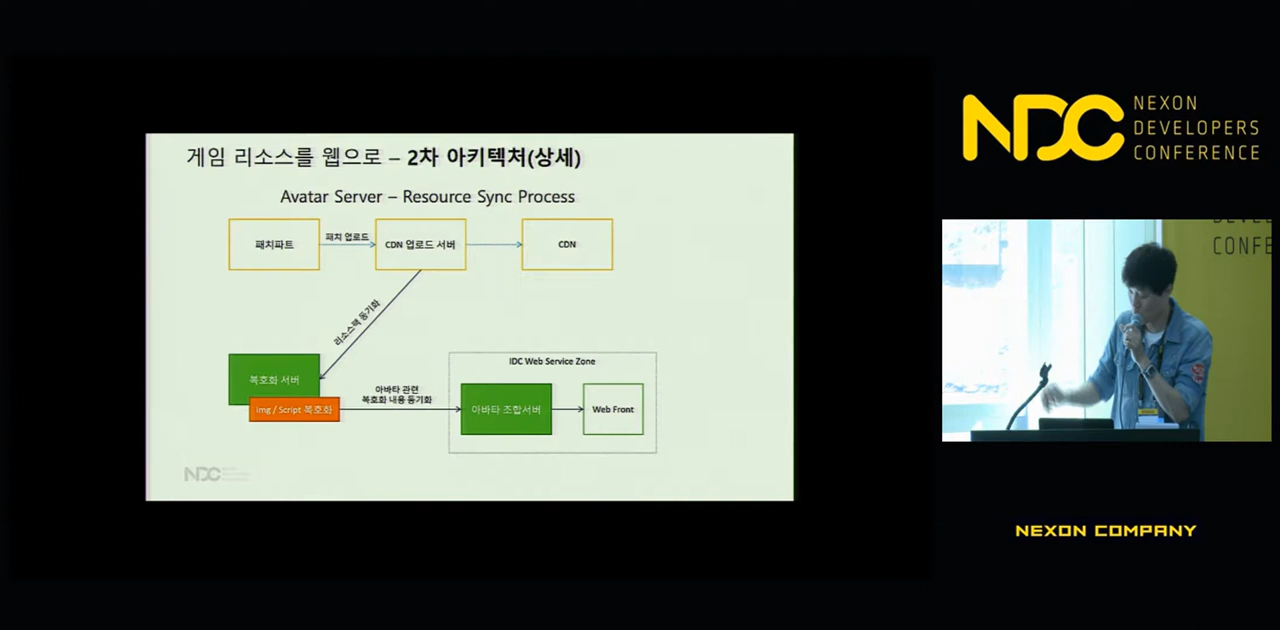 게임 리소스를 웹으로 – 2차 아키텍처(상세)
Avatar Server – Resource Sync Process
패치파트
패치 업로드
CDN 업로드 서버
CDN
리소스팩 동기화
복호화 서버
img / Script 복호화
아바타 관련
복호화 내용 동기화
IDC Web Service Zone
아바타 조합서버
Web Front
NDC
NDC
NEXON
DEVELOPERS
CONFERENCE
CONFE
NEXON COMPANY